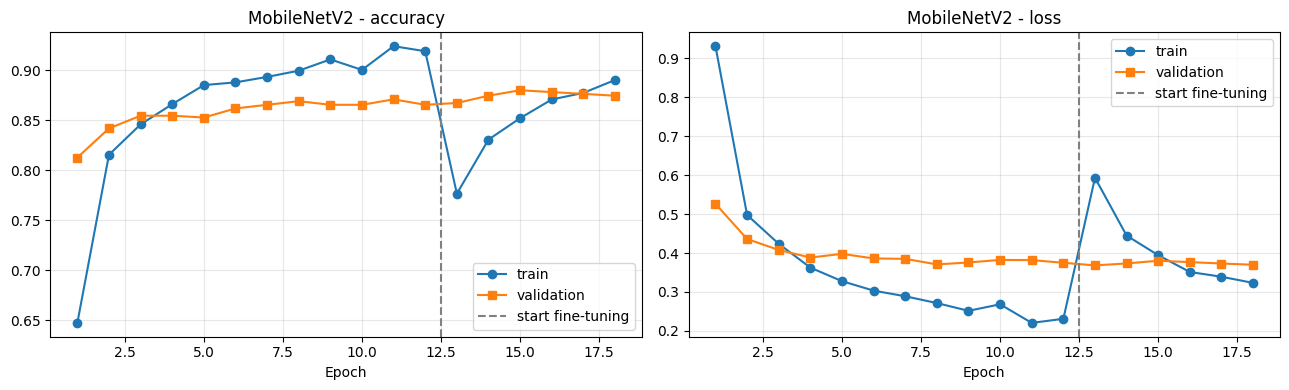 MobileNetV2 - accuracy
0.90
0.85
0.80
0.75
0.70
0.65
train
validation
start fine-tuning
2.5 5.0 7.5 10.0 12.5 15.0 17.5
Epoch
MobileNetV2 - loss
0.9
0.8
0.7
0.6
0.5
0.4
0.3
0.2
train
validation
start fine-tuning
2.5 5.0 7.5 10.0 12.5 15.0 17.5
Epoch